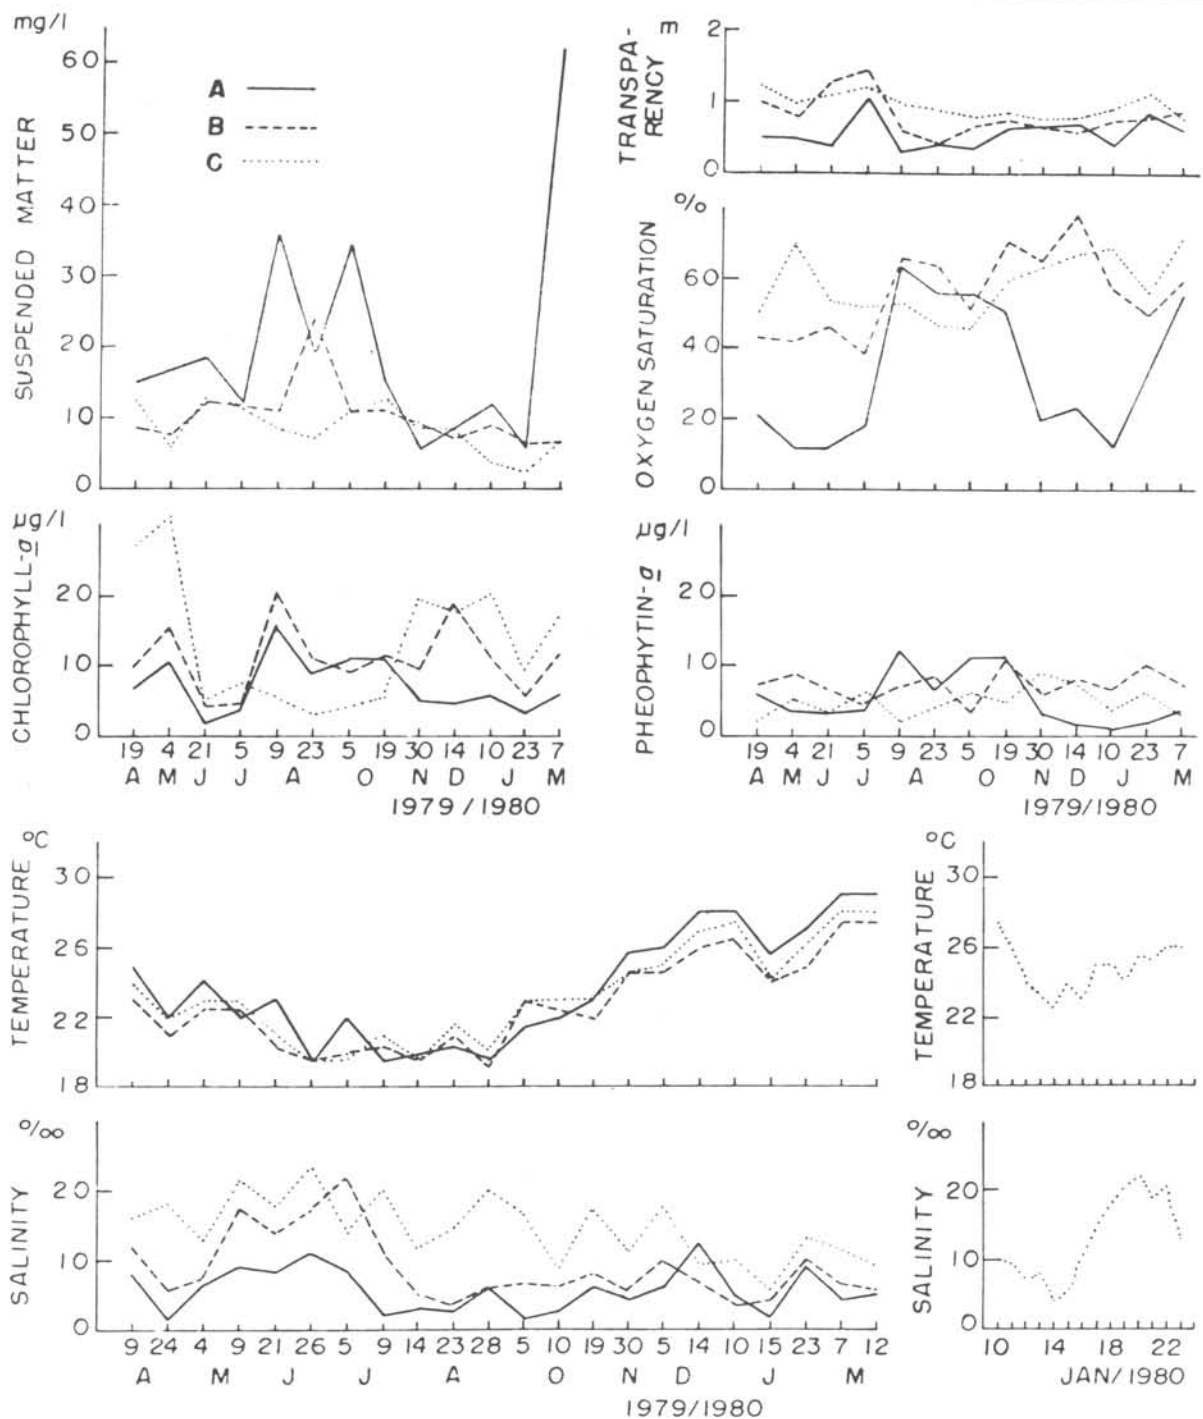 mg/l
SUSPENDED MATTER
60
50
40
30
20
10
0
A
B
C
m
TRANSPA-
RENCY
2
1
0
%
OXYGEN SATURATION
60
40
20
0
µg/l
CHLOROPHYLL-a
20
10
0
19 4 21 5 9 23 5 19 30 14 10 23 7
A M J J A O N D J M
1979/1980
µg/l
PHEOPHYTIN-a
20
10
0
19 4 21 5 9 23 5 19 30 14 10 23 7
A M J J A O N D J M
1979/1980
°C
TEMPERATURE
30
26
22
18
°C
TEMPERATURE
30
26
22
18
o/oo
SALINITY
20
10
0
9 24 4 9 21 26 5 9 14 23 28 5 10 19 30 5 14 10 15 23 7 12
A M J J A O N D J M
1979/1980
o/oo
SALINITY
20
10
0
10 14 18 22
JAN/1980